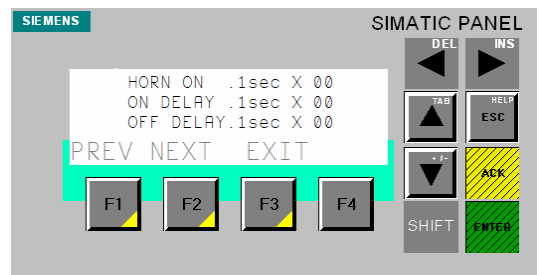 SIEMENS SIMATIC PANEL
DEL INS
HORN ON .1sec X 00
ON DELAY .1sec X 00
OFF DELAY.1sec X 00
TAB HELP
ESC
PREV NEXT EXIT
+ / -
ACK
F1 F2 F3 F4
SHIFT ENTER